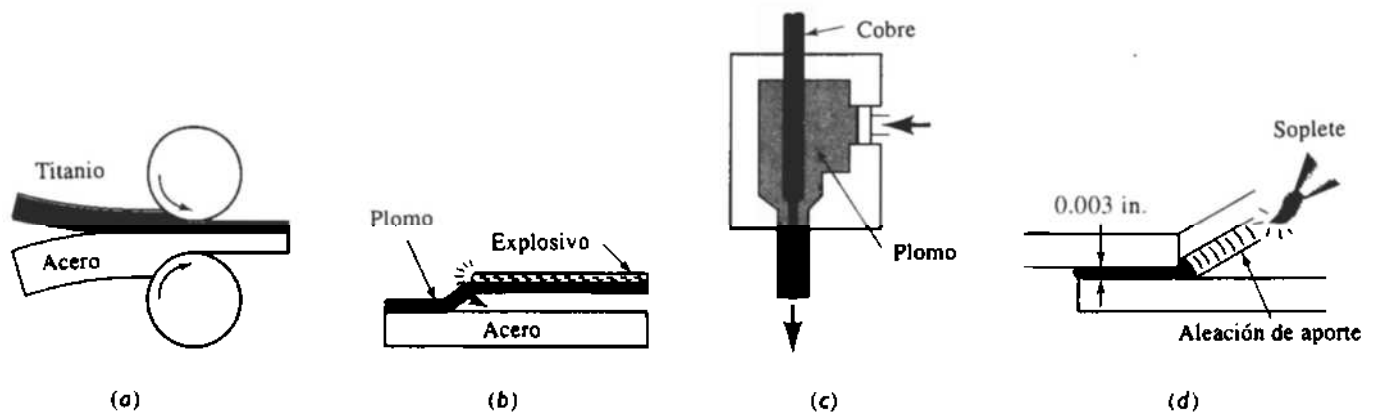 Titanio
Acero
(a)
Plomo
Explosivo
Acero
(b)
Cobre
Plomo
(c)
Soplete
0.003 in.
Aleación de aporte
(d)